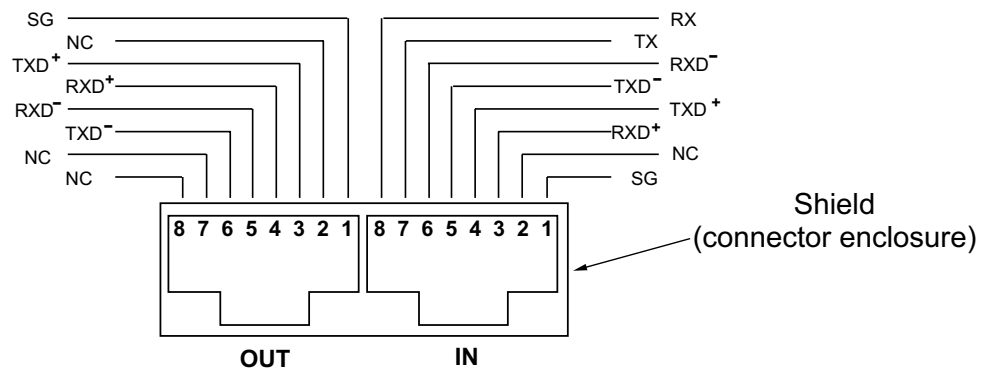 SG
NC
TXD+
RXD+
RXD-
TXD-
NC
NC
RX
TX
RXD-
TXD-
TXD+
RXD+
NC
SG
8 7 6 5 4 3 2 1
8 7 6 5 4 3 2 1
Shield
(connector enclosure)
OUT
IN